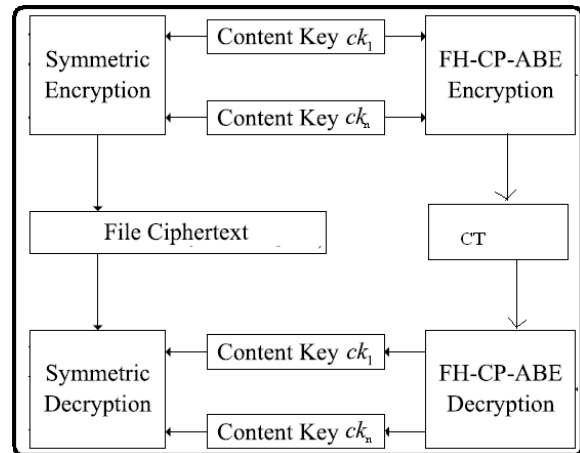 Symmetric
Encryption
Content Key ck₁
Content Key ckₙ
FH-CP-ABE
Encryption
File Ciphertext
CT
Symmetric
Decryption
Content Key ck₁
Content Key ckₙ
FH-CP-ABE
Decryption